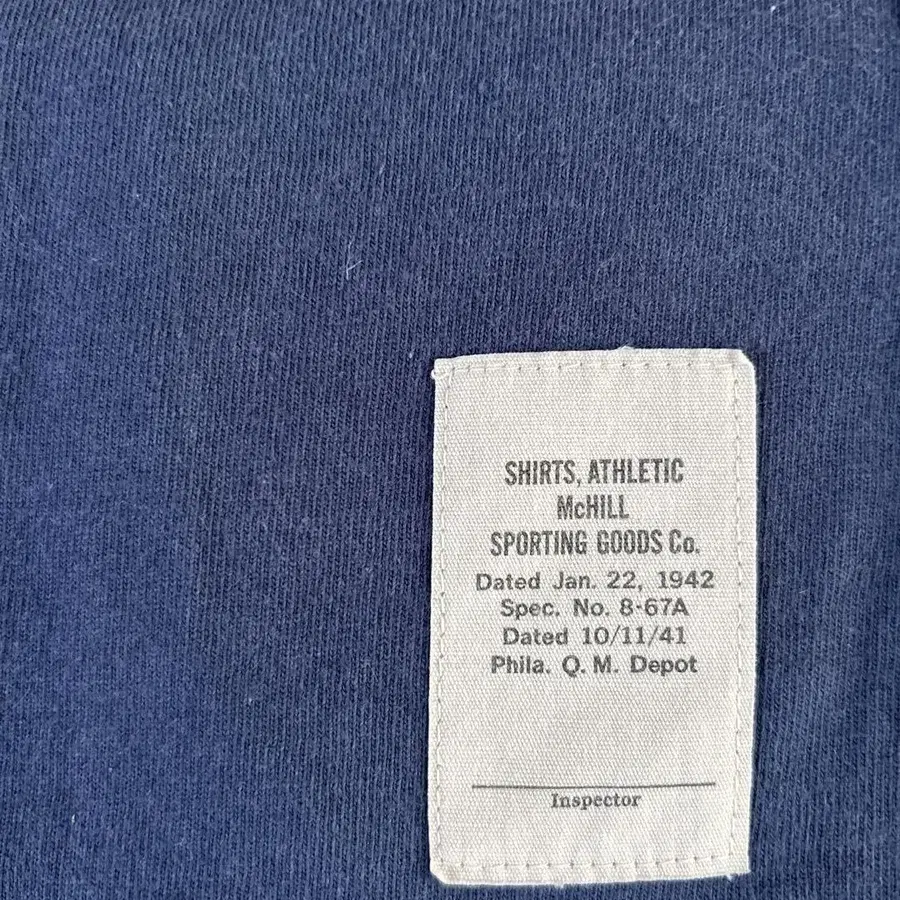 SHIRTS, ATHLETIC
McHILL
SPORTING GOODS Co.
Dated Jan. 22, 1942
Spec. No. 8-67A
Dated 10/11/41
Phila. Q. M. Depot
Inspector